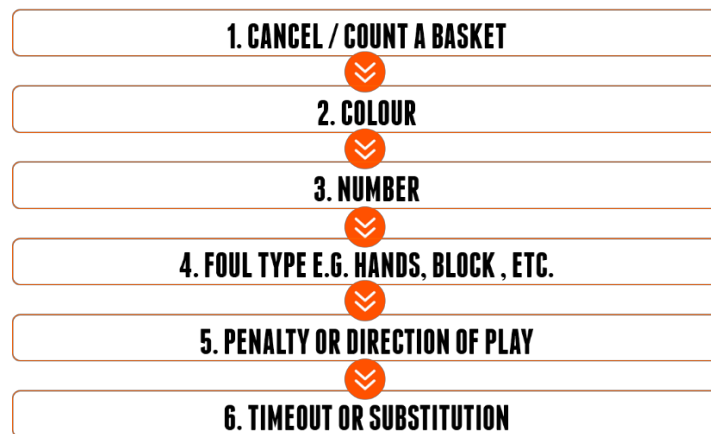 1. CANCEL / COUNT A BASKET
2. COLOUR
3. NUMBER
4. FOUL TYPE E.G. HANDS, BLOCK , ETC.
5. PENALTY OR DIRECTION OF PLAY
6. TIMEOUT OR SUBSTITUTION